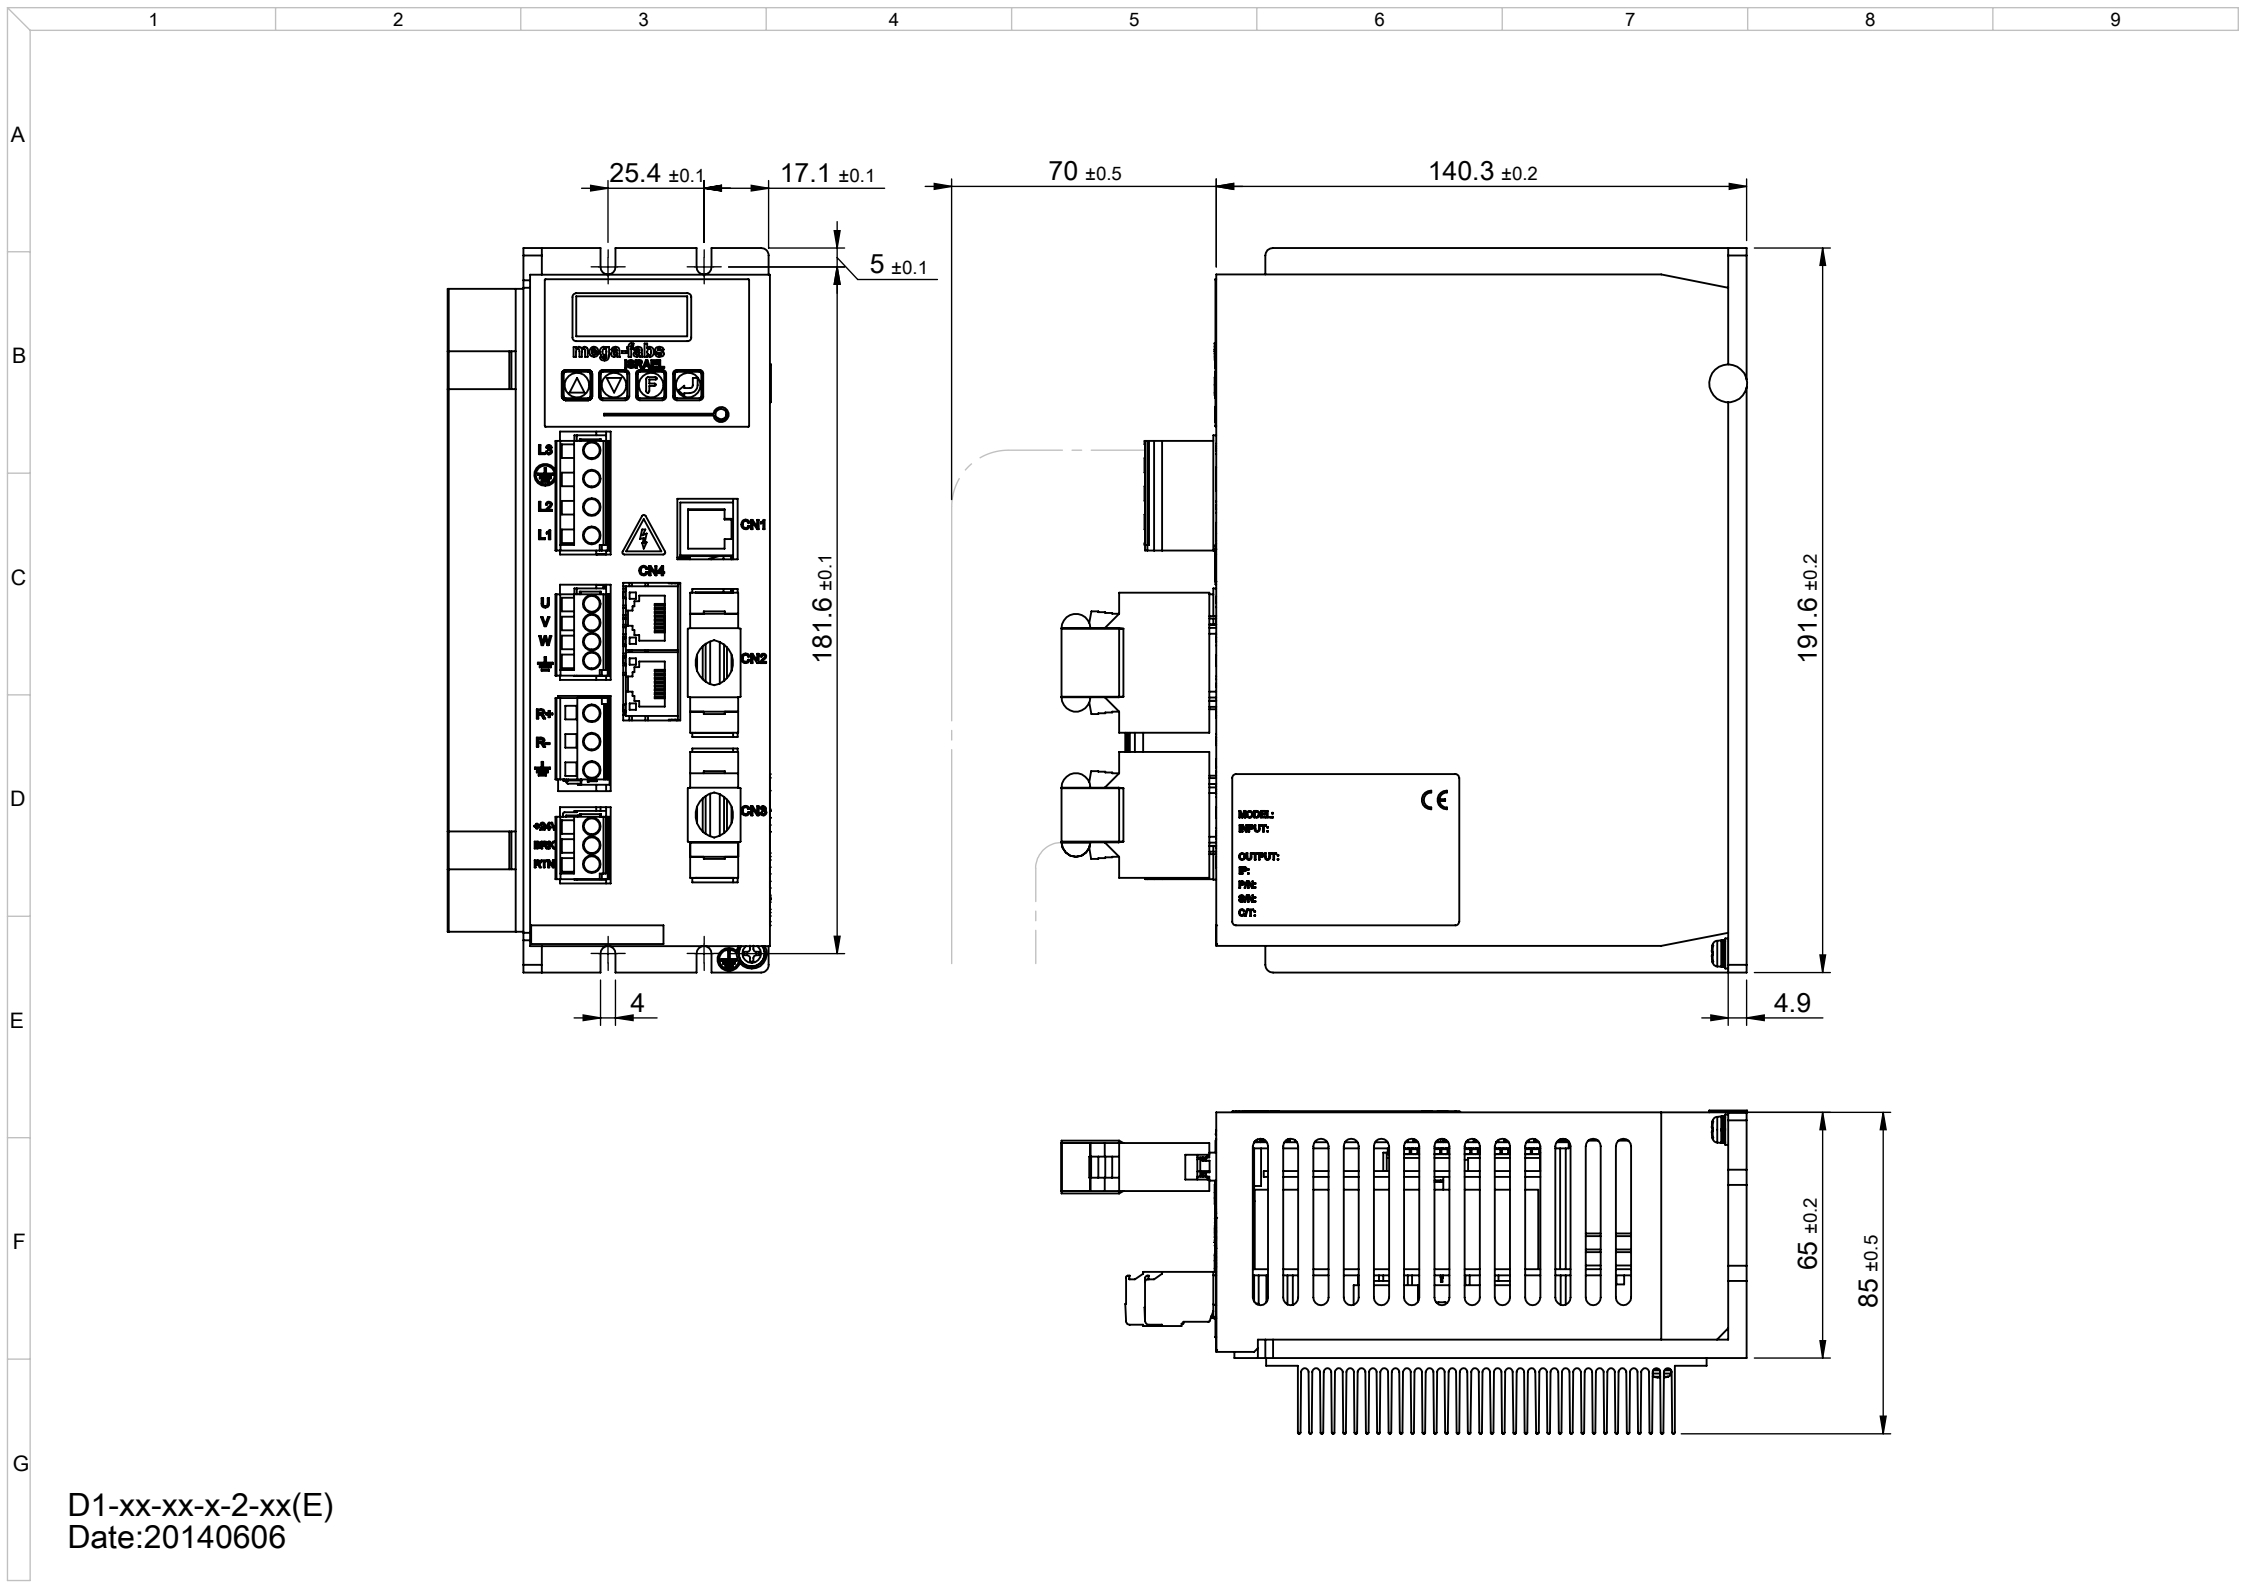 1 2 3 4 5 6 7 8 9
A
B
C
D
E
F
G
25.4 ±0.1
17.1 ±0.1
5 ±0.1
181.6 ±0.1
4
mega-fabs
ISRAEL
F
L3
L2
L1
U
V
W
R+
R-
+24V
BRK
RTN
CN1
CN4
CN2
CN3
70 ±0.5
140.3 ±0.2
191.6 ±0.2
4.9
CE
MODEL:
INPUT:
OUTPUT:
IP:
P/N:
S/N:
O/T:
65 ±0.2
85 ±0.5
D1-xx-xx-x-2-xx(E)
Date:20140606